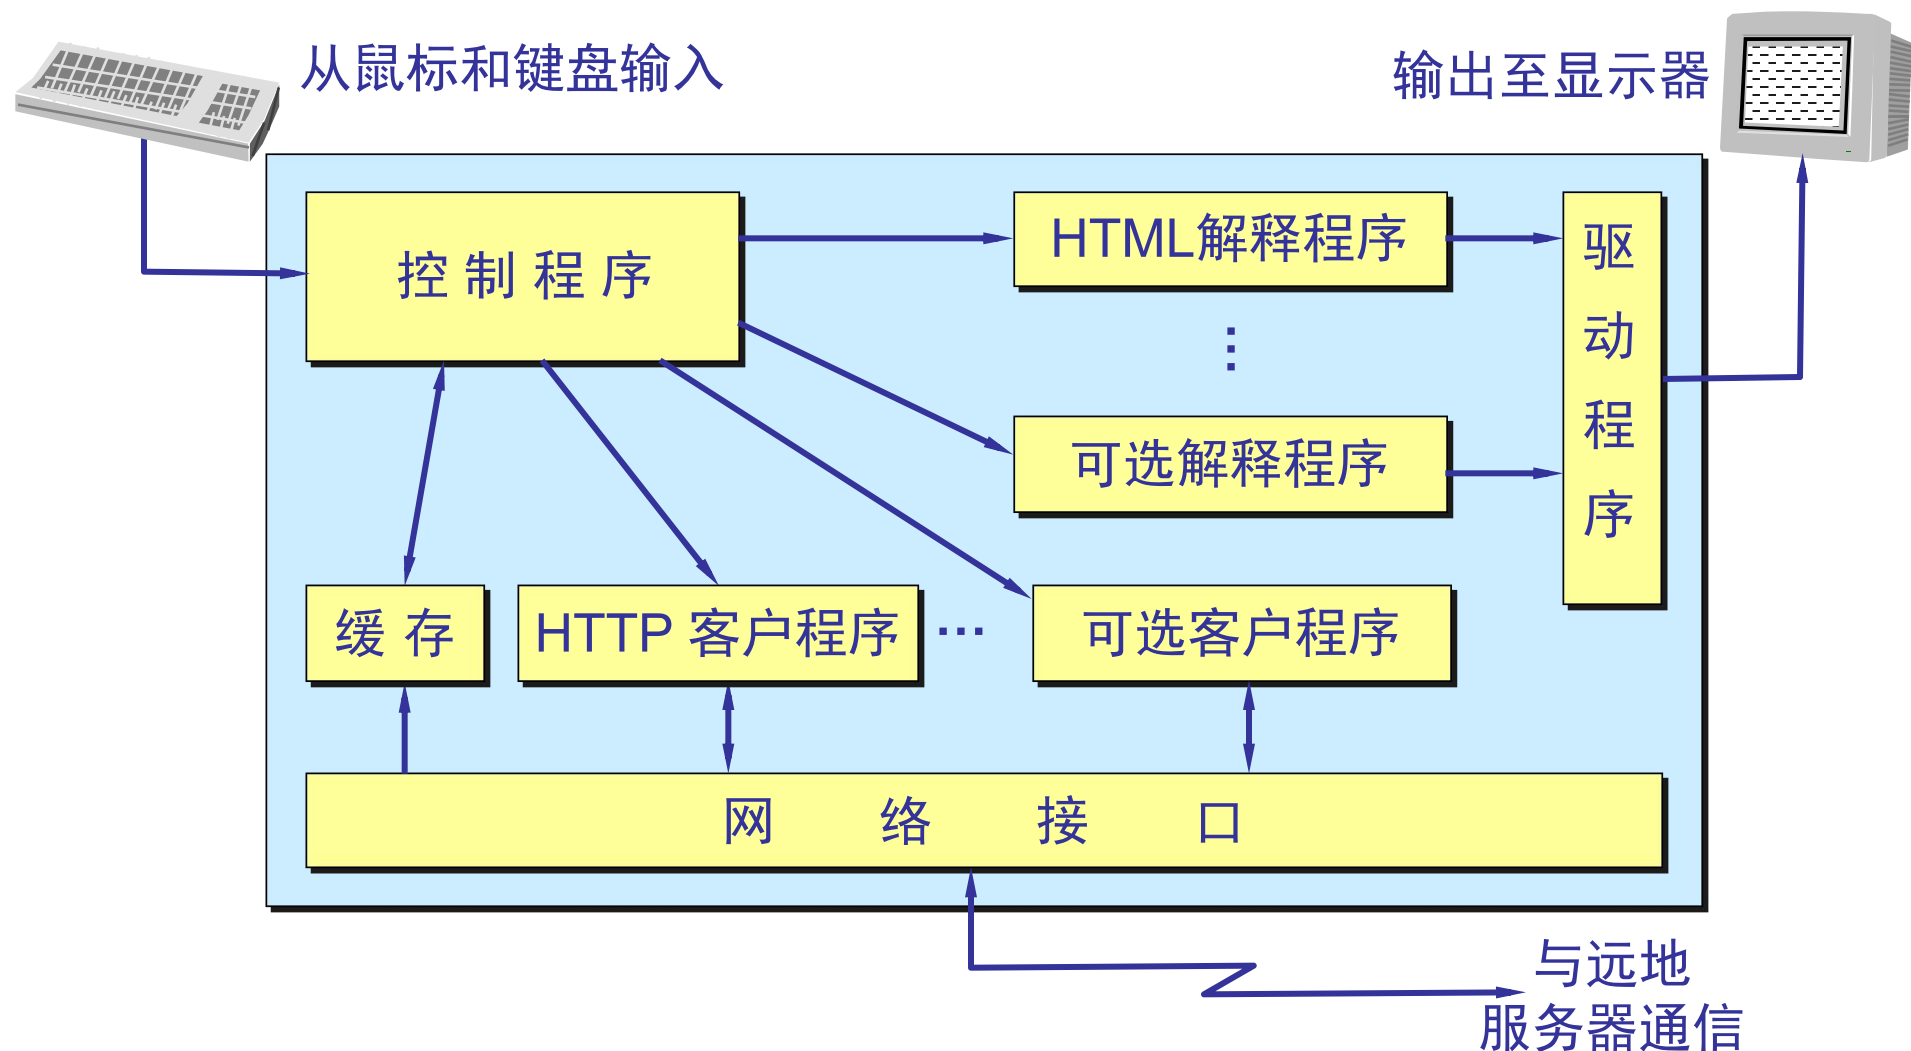 从鼠标和键盘输入
输出至显示器
控制程序
HTML解释程序
驱动程序
⋮
可选解释程序
缓存
HTTP 客户程序
…
可选客户程序
网络接口
与远地
服务器通信